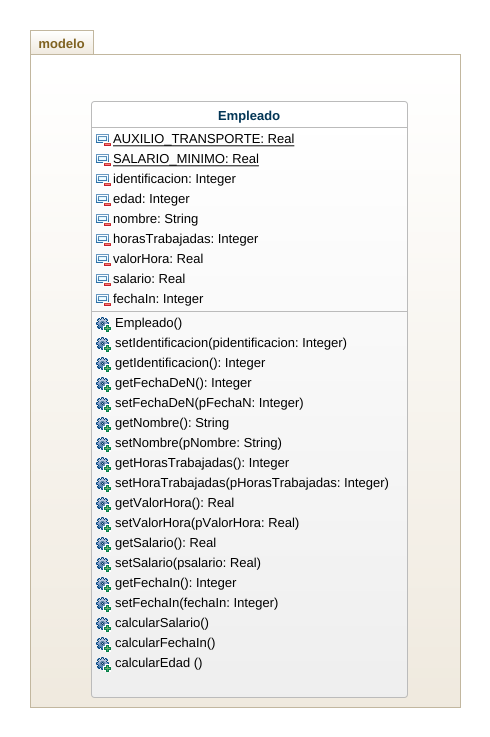 modelo
Empleado
AUXILIO_TRANSPORTE: Real
SALARIO_MINIMO: Real
identificacion: Integer
edad: Integer
nombre: String
horasTrabajadas: Integer
valorHora: Real
salario: Real
fechaIn: Integer
Empleado()
setIdentificacion(pidentificacion: Integer)
getIdentificacion(): Integer
getFechaDeN(): Integer
setFechaDeN(pFechaN: Integer)
getNombre(): String
setNombre(pNombre: String)
getHorasTrabajadas(): Integer
setHoraTrabajadas(pHorasTrabajadas: Integer)
getValorHora(): Real
setValorHora(pValorHora: Real)
getSalario(): Real
setSalario(psalario: Real)
getFechaIn(): Integer
setFechaIn(fechaIn: Integer)
calcularSalario()
calcularFechaIn()
calcularEdad ()